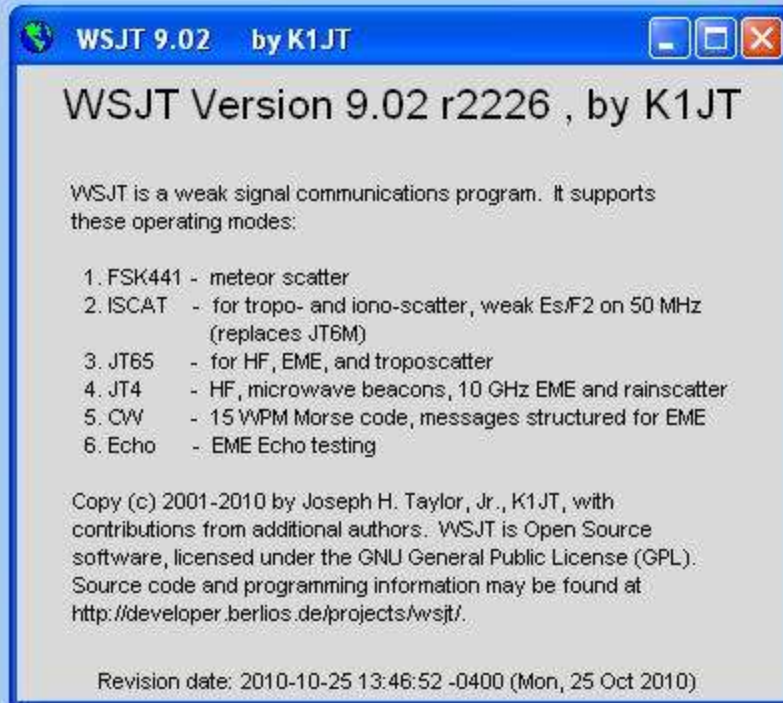 WSJT 9.02 by K1JT
WSJT Version 9.02 r2226 , by K1JT
WSJT is a weak signal communications program. It supports
these operating modes:
1. FSK441 - meteor scatter
2. ISCAT - for tropo- and iono-scatter, weak Es/F2 on 50 MHz
(replaces JT6M)
3. JT65 - for HF, EME, and troposcatter
4. JT4 - HF, microwave beacons, 10 GHz EME and rainscatter
5. CW - 15 WPM Morse code, messages structured for EME
6. Echo - EME Echo testing
Copy (c) 2001-2010 by Joseph H. Taylor, Jr., K1JT, with
contributions from additional authors. WSJT is Open Source
software, licensed under the GNU General Public License (GPL).
Source code and programming information may be found at
http://developer.berlios.de/projects/wsjt/.
Revision date: 2010-10-25 13:46:52 -0400 (Mon, 25 Oct 2010)